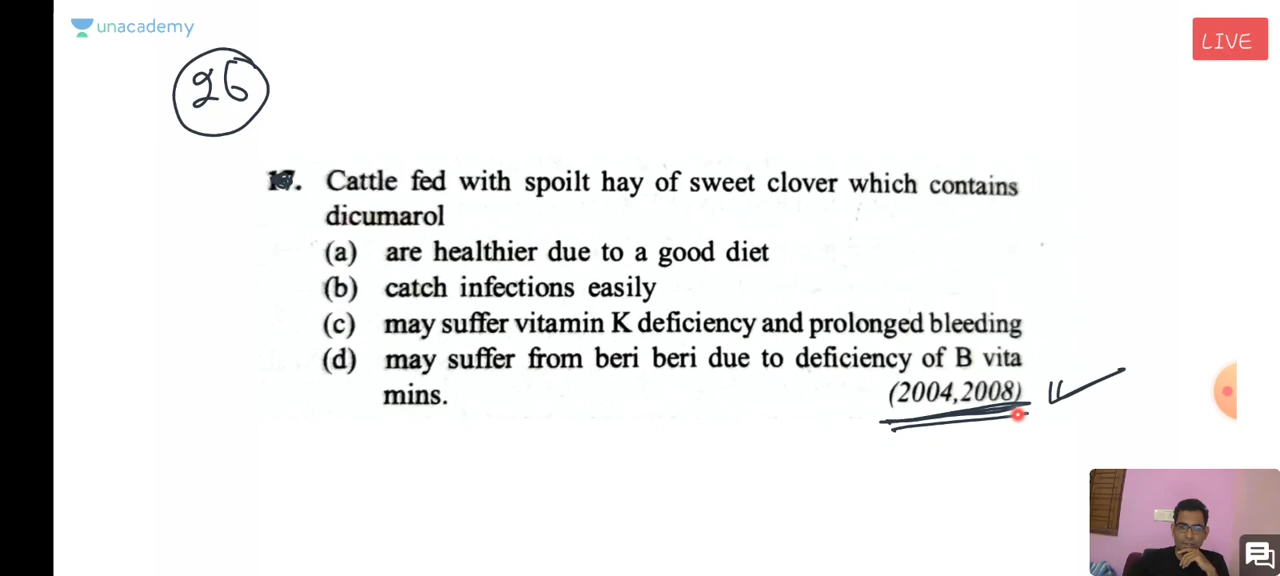 unacademy
LIVE
26
17. Cattle fed with spoilt hay of sweet clover which contains
dicumarol
(a) are healthier due to a good diet
(b) catch infections easily
(c) may suffer vitamin K deficiency and prolonged bleeding
(d) may suffer from beri beri due to deficiency of B vita
mins. (2004,2008)